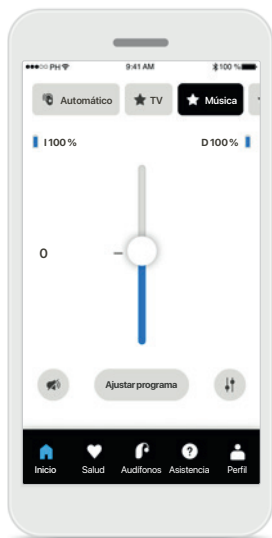 PH 9:41 AM 100 %
Automático TV Música
I 100 % D 100 %
0
Ajustar programa
Inicio Salud Audífonos Asistencia Perfil